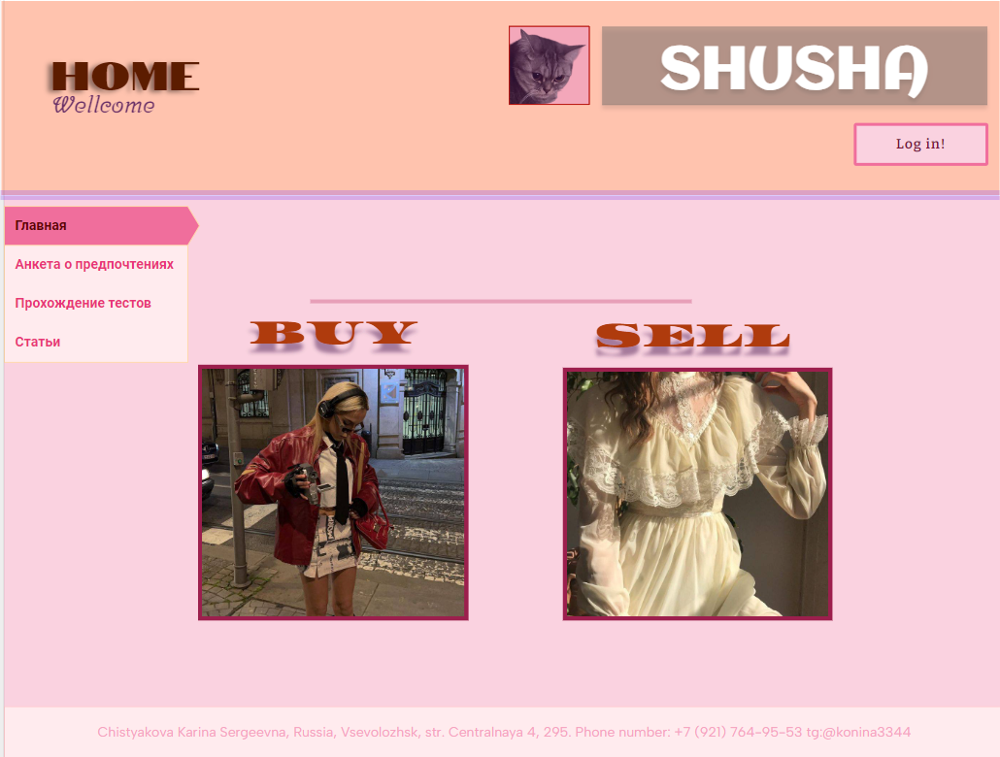 HOME
Wellcome
SHUSHA
Log in!
Главная
Анкета о предпочтениях
Прохождение тестов
Статьи
BUY
SELL
Chistyakova Karina Sergeevna, Russia, Vsevolozhsk, str. Centralnaya 4, 295. Phone number: +7 (921) 764-95-53 tg:@konina3344